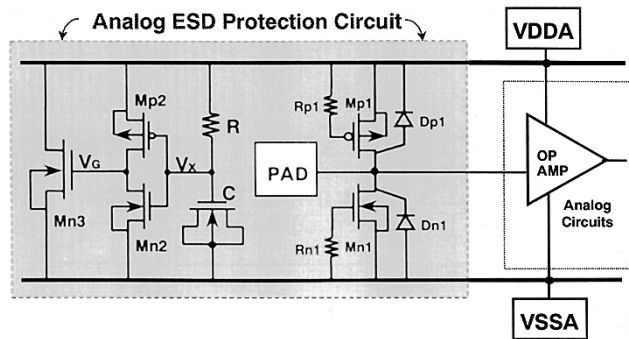 Analog ESD Protection Circuit
VDDA
Mp2
Rp1
Mp1
Dp1
R
VG
VX
PAD
OP
AMP
C
Mn3
Mn2
Rn1
Mn1
Dn1
Analog
Circuits
VSSA